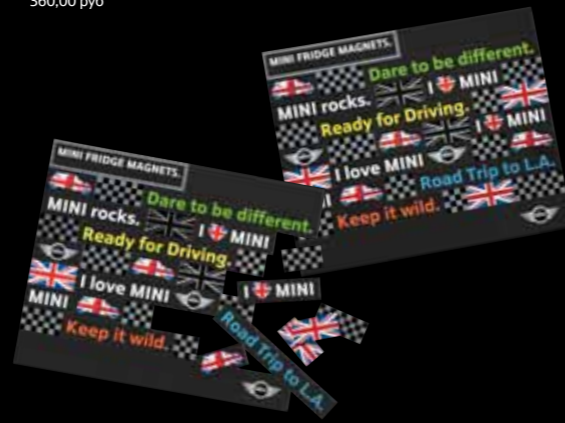 360,00 руб
MINI FRIDGE MAGNETS.
Dare to be different.
MINI rocks. I MINI
Ready for Driving.
I MINI
I love MINI
Road Trip to L.A.
Keep it wild.
MINI FRIDGE MAGNETS.
Dare to be different.
MINI rocks. I MINI
Ready for Driving.
I love MINI
I MINI
MINI
Keep it wild.
Road Trip to L.A.